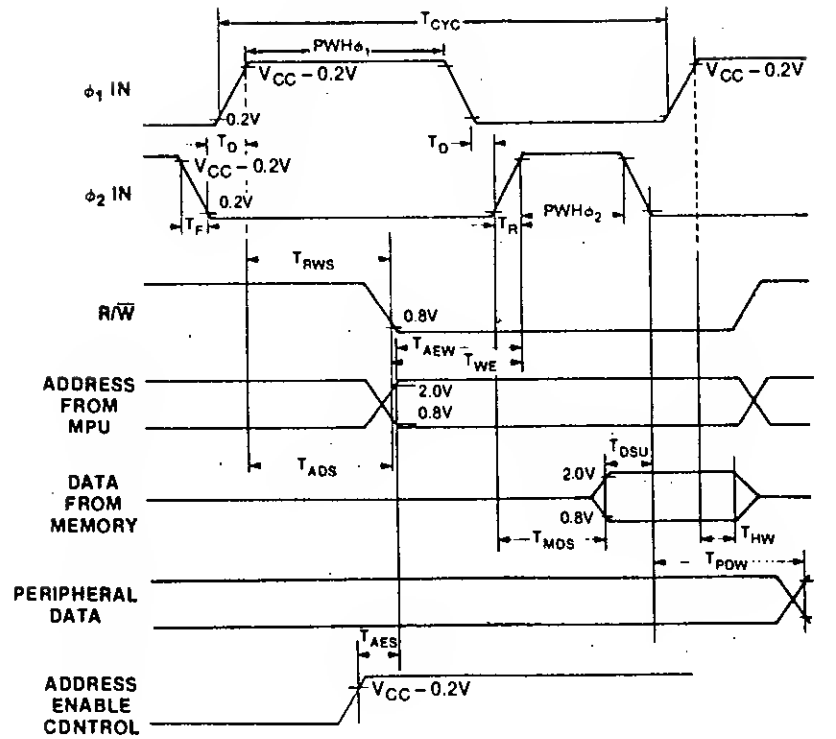 TCYC
PWHϕ1
VCC – 0.2V
VCC – 0.2V
ϕ1 IN
0.2V
TD
TD
VCC – 0.2V
ϕ2 IN
0.2V
TF
TR
PWHϕ2
TRWS
R/W̅
0.8V
TAEW
TWE
ADDRESS
FROM
MPU
2.0V
0.8V
TADS
TDSU
DATA
FROM
MEMORY
2.0V
0.8V
TMDS
THW
TPDW
PERIPHERAL
DATA
TAES
ADDRESS
ENABLE
CDNTROL
VCC – 0.2V